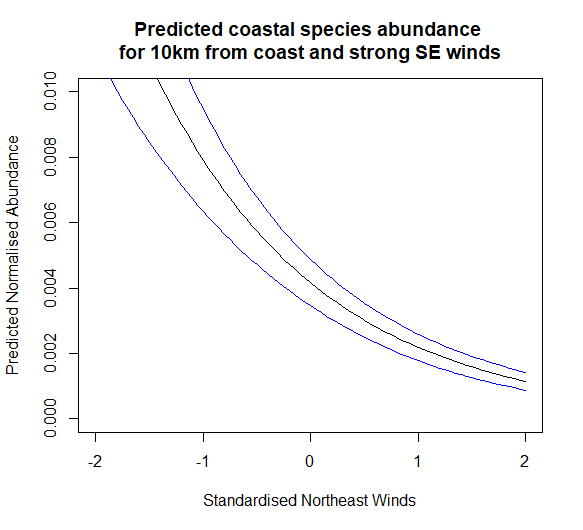 Predicted coastal species abundance
for 10km from coast and strong SE winds
Predicted Normalised Abundance
0.010
0.008
0.006
0.004
0.002
0.000
-2
-1
0
1
2
Standardised Northeast Winds